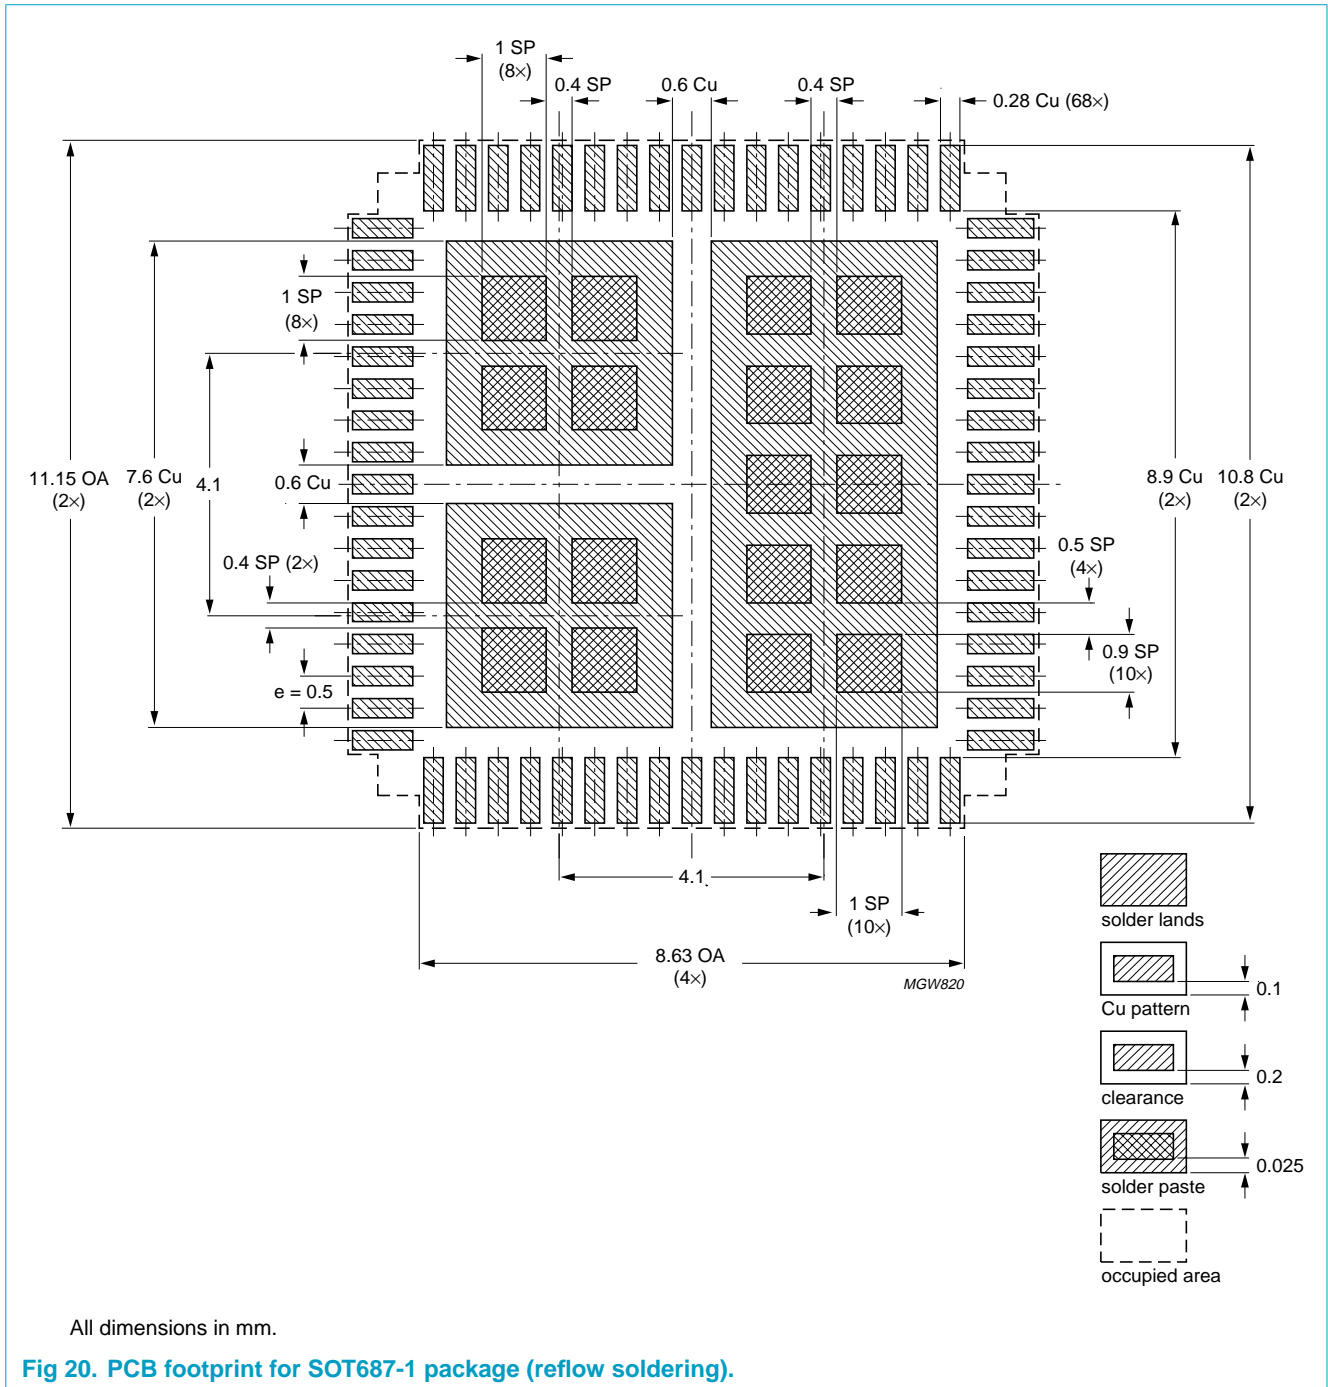 1 SP
(8×)
0.4 SP
0.6 Cu
0.4 SP
0.28 Cu (68×)
1 SP
(8×)
11.15 OA
(2×)
7.6 Cu
(2×)
4.1
0.6 Cu
8.9 Cu
(2×)
10.8 Cu
(2×)
0.4 SP (2×)
0.5 SP
(4×)
0.9 SP
(10×)
e = 0.5
4.1
1 SP
(10×)
8.63 OA
(4×)
MGW820
solder lands
0.1
Cu pattern
0.2
clearance
0.025
solder paste
occupied area
All dimensions in mm.
Fig 20. PCB footprint for SOT687-1 package (reflow soldering).